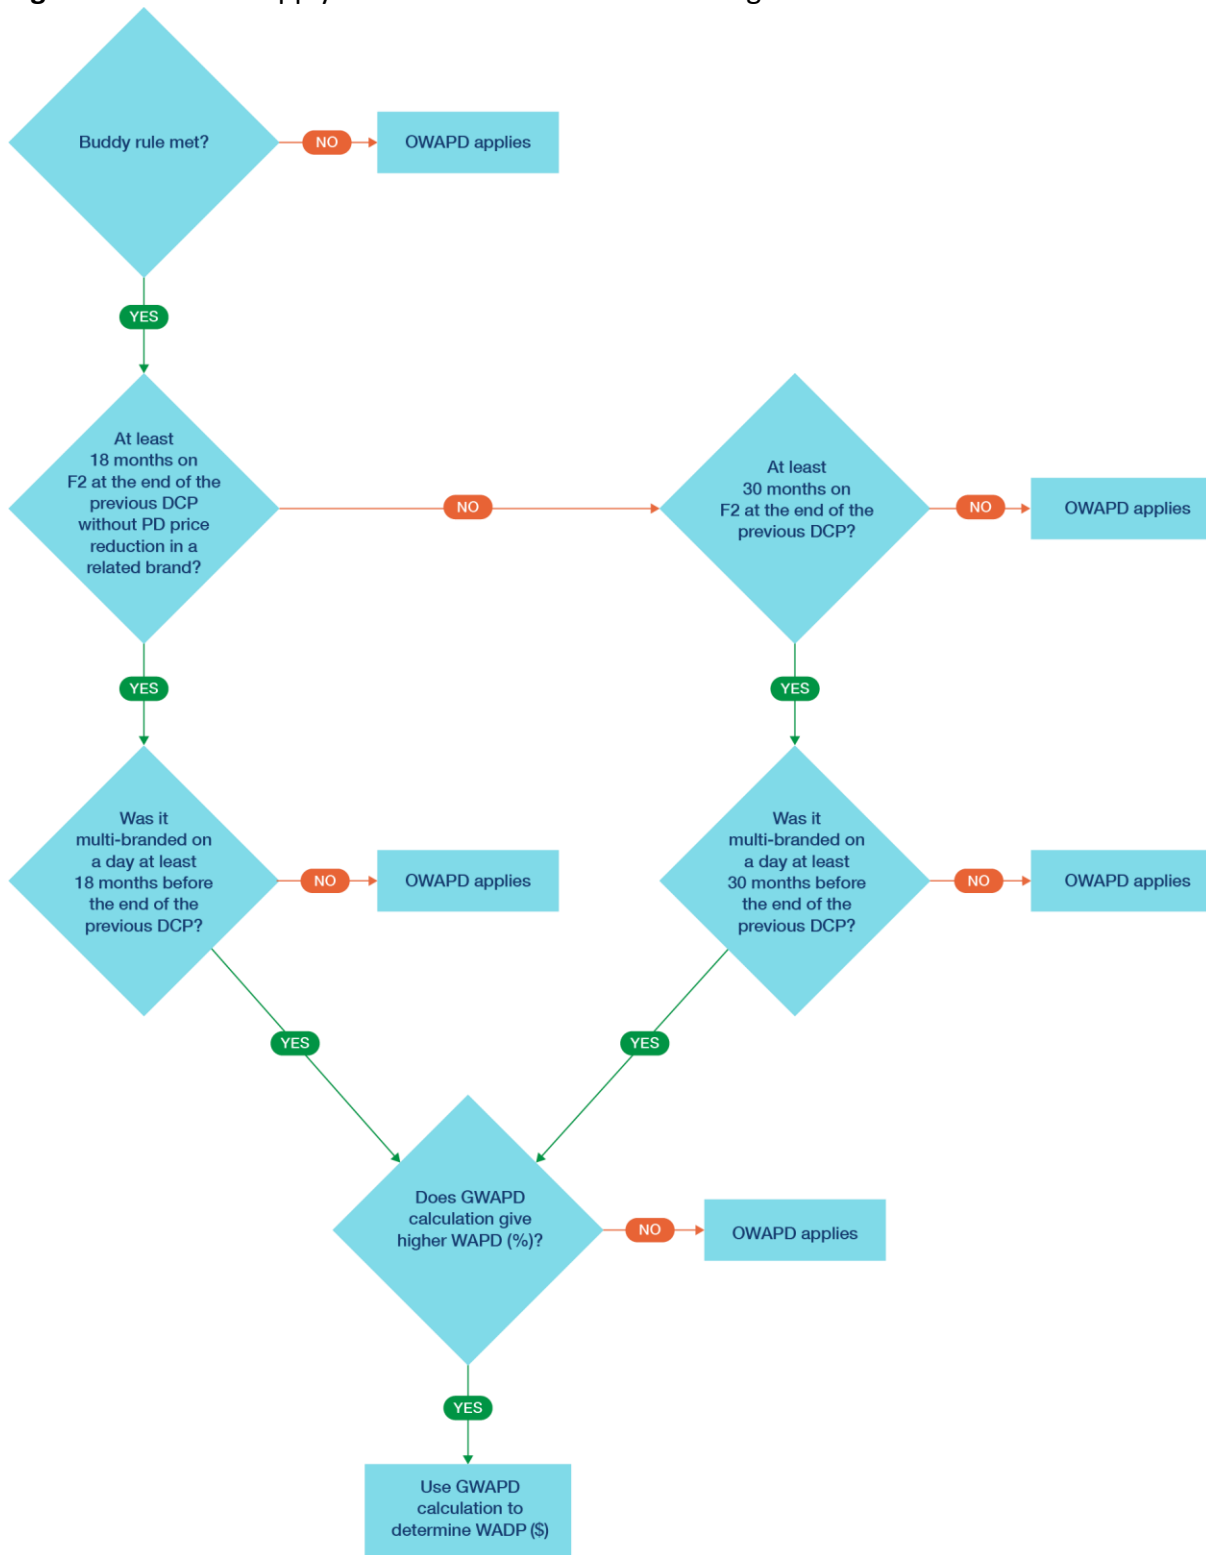 apply
Buddy rule met?
NO
OWAPD applies
YES
At least
18 months on
F2 at the end of the
previous DCP
without PD price
reduction in a
related brand?
NO
At least
30 months on
F2 at the end of the
previous DCP?
NO
OWAPD applies
YES
YES
Was it
multi-branded on
a day at least
18 months before
the end of the
previous DCP?
NO
OWAPD applies
Was it
multi-branded on
a day at least
30 months before
the end of the
previous DCP?
NO
OWAPD applies
YES
YES
Does GWAPD
calculation give
higher WAPD (%)?
NO
OWAPD applies
YES
Use GWAPD
calculation to
determine WADP ($)